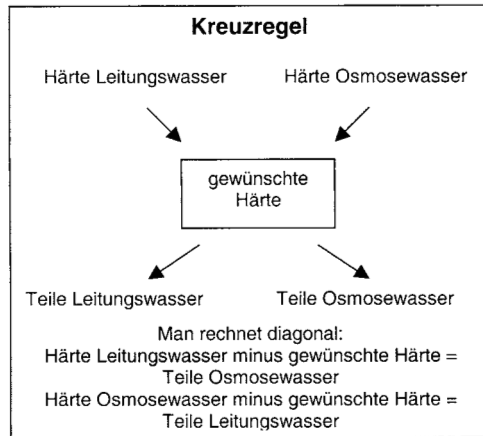 Kreuzregel
Härte Leitungswasser Härte Osmosewasser
gewünschte
Härte
Teile Leitungswasser Teile Osmosewasser
Man rechnet diagonal:
Härte Leitungswasser minus gewünschte Härte =
Teile Osmosewasser
Härte Osmosewasser minus gewünschte Härte =
Teile Leitungswasser